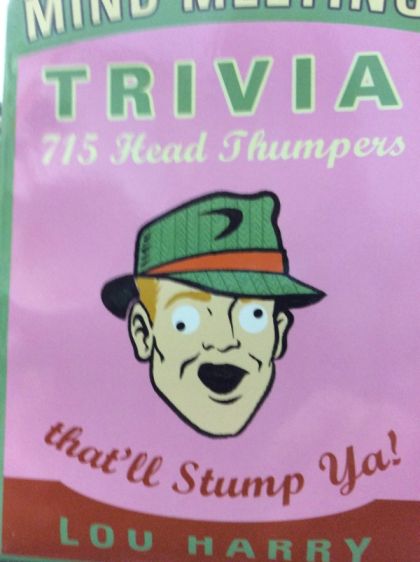 MIND MELTING
TRIVIA
715 Head Thumpers
that'll Stump Ya!
LOU HARRY